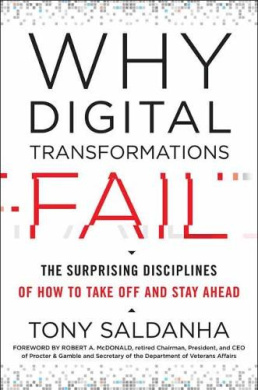 WHY
DIGITAL
TRANSFORMATIONS
FAIL
THE SURPRISING DISCIPLINES
OF HOW TO TAKE OFF AND STAY AHEAD
TONY SALDANHA
FOREWORD BY ROBERT A. McDONALD, retired Chairman, President, and CEO
of Procter & Gamble and Secretary of the Department of Veterans Affairs